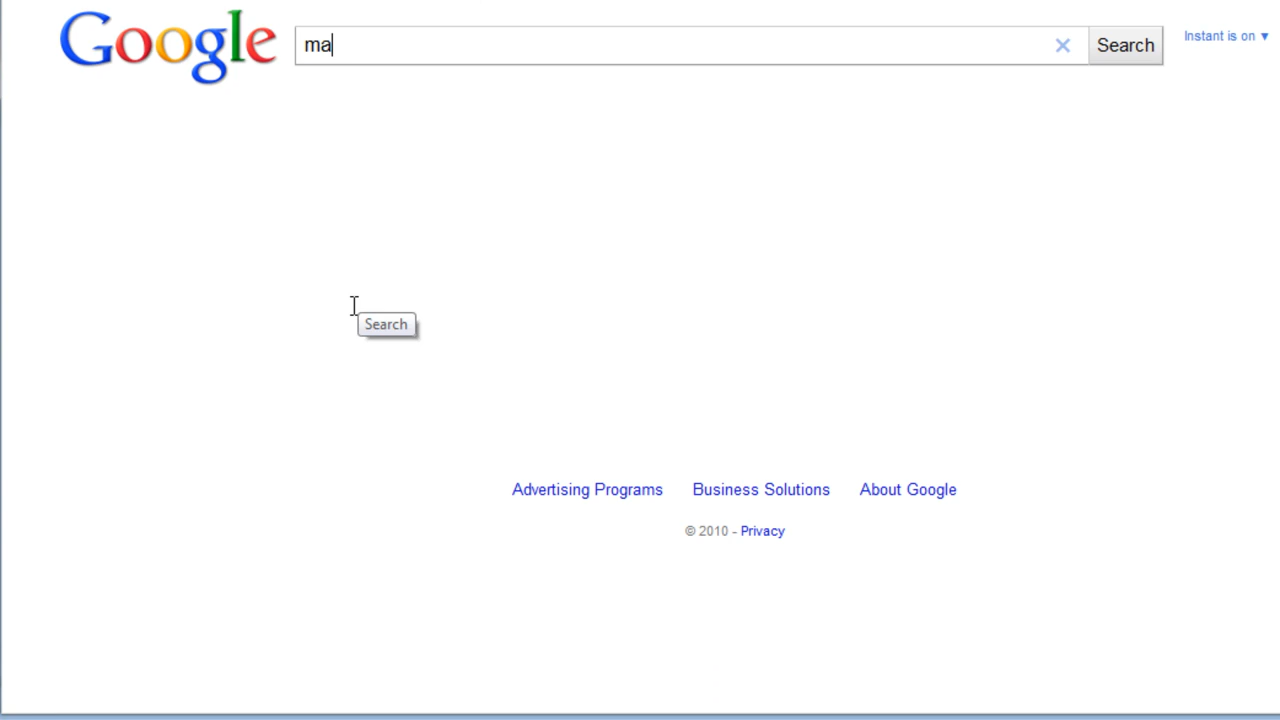 Google
ma
Search
Instant is on ▼
Search
Advertising Programs Business Solutions About Google
© 2010 - Privacy